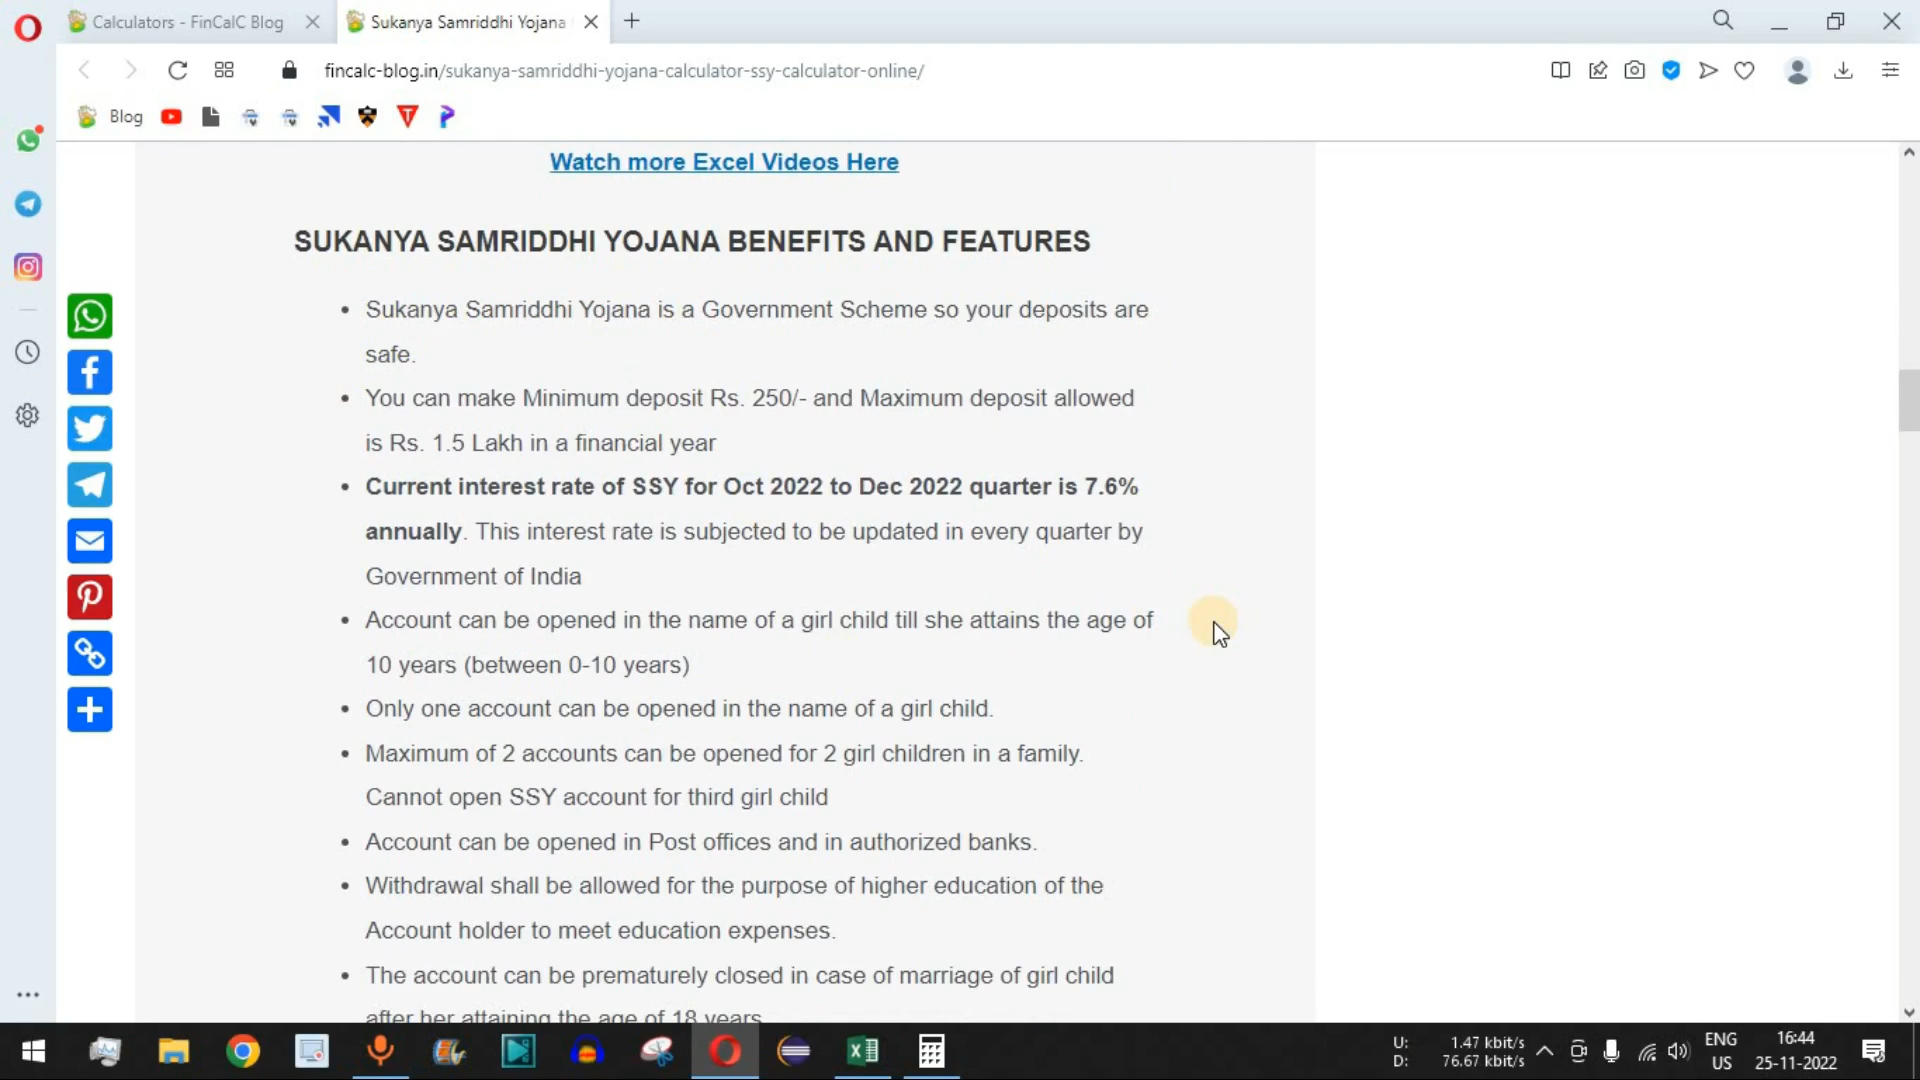 Calculators - FinCalC Blog
Sukanya Samriddhi Yojana
fincalc-blog.in/sukanya-samriddhi-yojana-calculator-ssy-calculator-online/
Blog
Watch more Excel Videos Here
SUKANYA SAMRIDDHI YOJANA BENEFITS AND FEATURES
• Sukanya Samriddhi Yojana is a Government Scheme so your deposits are
safe.
• You can make Minimum deposit Rs. 250/- and Maximum deposit allowed
is Rs. 1.5 Lakh in a financial year
• Current interest rate of SSY for Oct 2022 to Dec 2022 quarter is 7.6%
annually. This interest rate is subjected to be updated in every quarter by
Government of India
• Account can be opened in the name of a girl child till she attains the age of
10 years (between 0-10 years)
• Only one account can be opened in the name of a girl child.
• Maximum of 2 accounts can be opened for 2 girl children in a family.
Cannot open SSY account for third girl child
• Account can be opened in Post offices and in authorized banks.
• Withdrawal shall be allowed for the purpose of higher education of the
Account holder to meet education expenses.
• The account can be prematurely closed in case of marriage of girl child
after her attaining the age of 18 years
U: 1.47 kbit/s
D: 76.67 kbit/s
ENG
US
16:44
25-11-2022